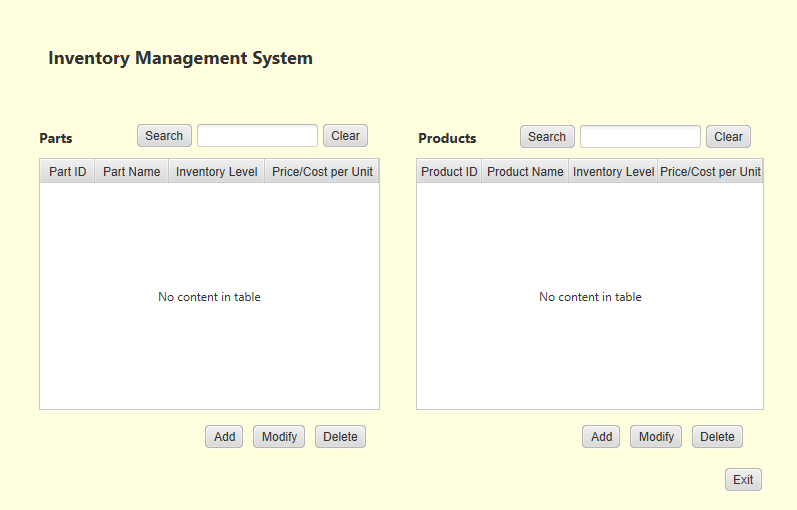 Inventory Management System
Parts Search Clear
Products Search Clear
Part ID Part Name Inventory Level Price/Cost per Unit
Product ID Product Name Inventory Level Price/Cost per Unit
No content in table
No content in table
Add Modify Delete
Add Modify Delete
Exit